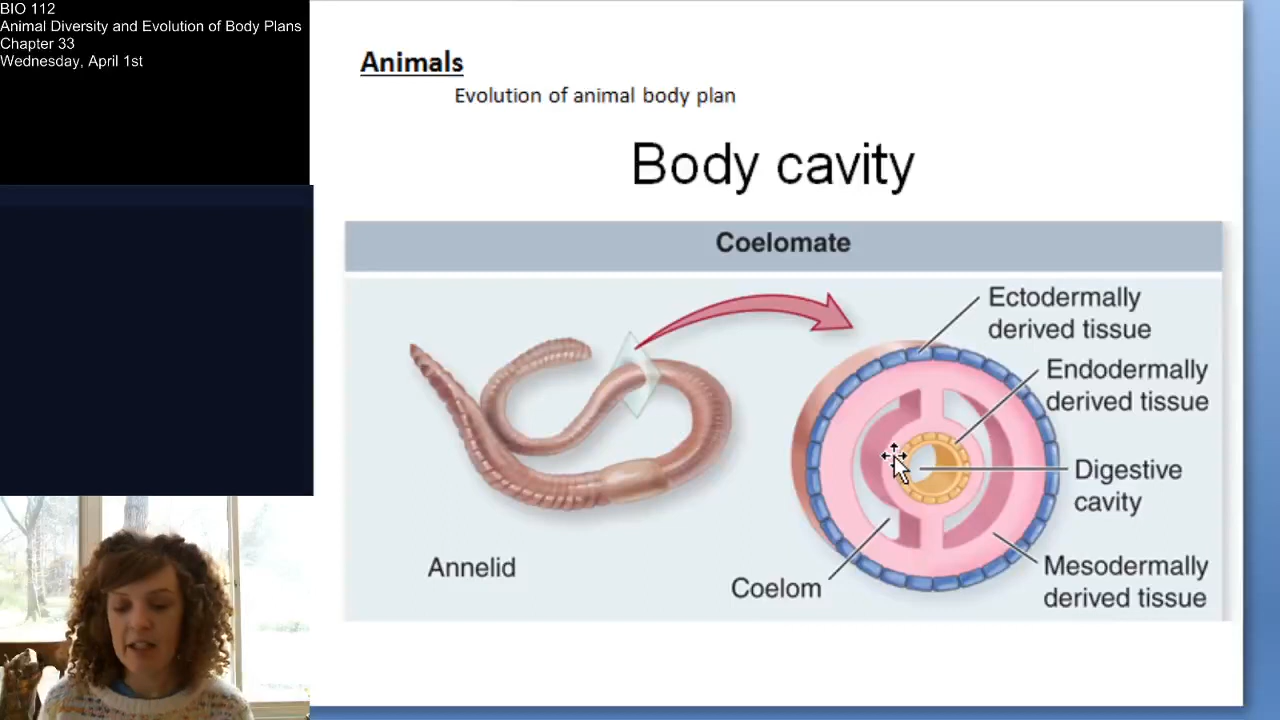 BIO 112
Animal Diversity and Evolution of Body Plans
Chapter 33
Wednesday, April 1st
Animals
Evolution of animal body plan
Body cavity
Coelomate
Ectodermally
derived tissue
Endodermally
derived tissue
Digestive
cavity
Mesodermally
derived tissue
Coelom
Annelid